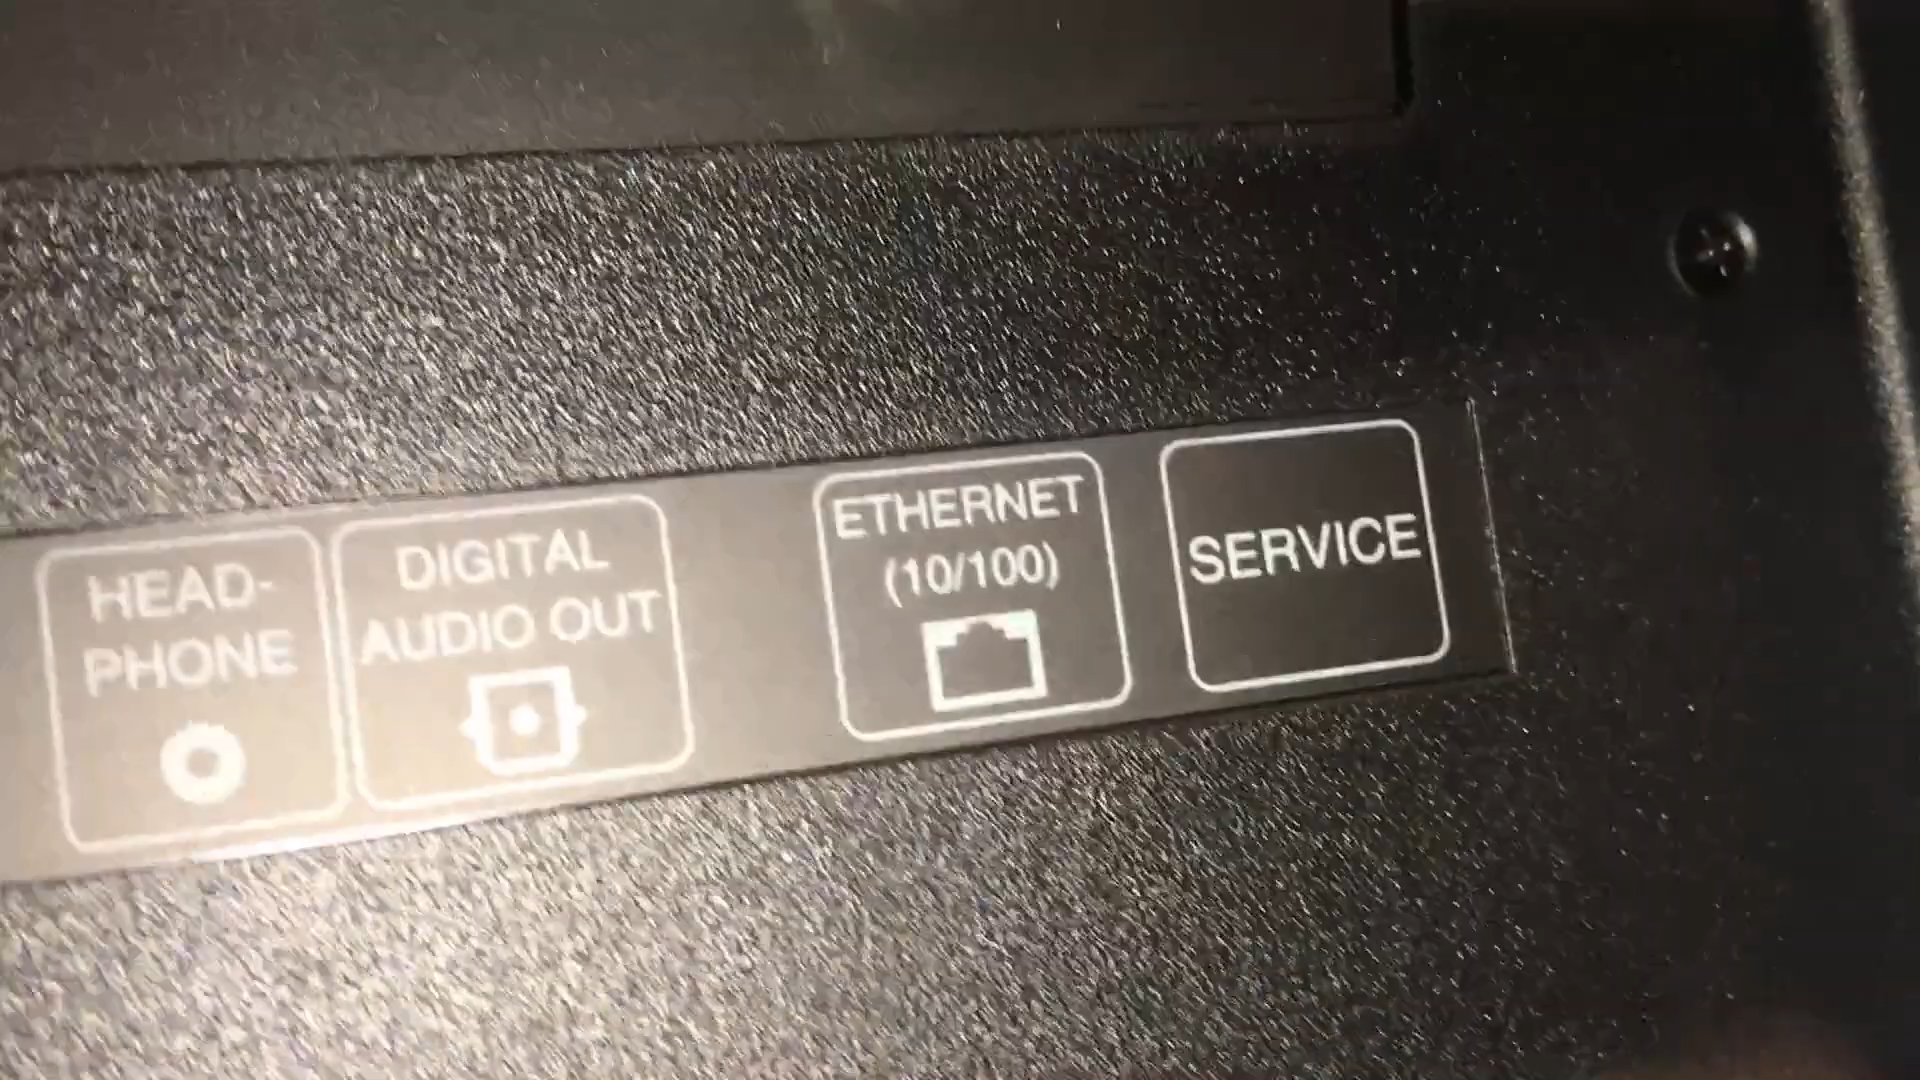 HEAD-
PHONE
DIGITAL
AUDIO OUT
ETHERNET
(10/100)
SERVICE